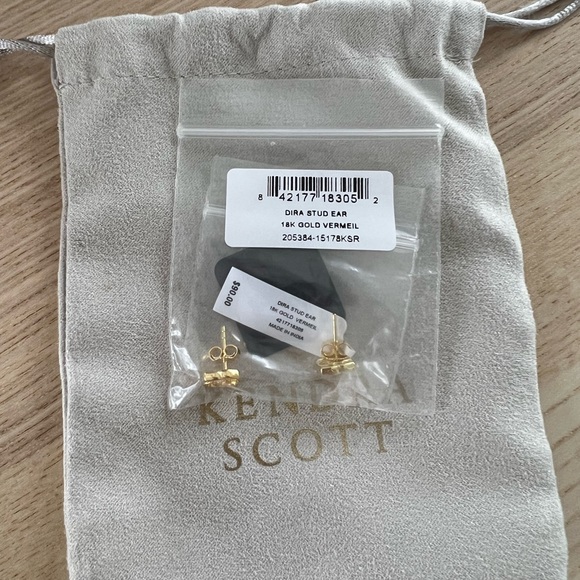 8 42177 18305 2
DIRA STUD EAR
18K GOLD VERMEIL
205384-15178KSR
$90.00
DIRA STUD EAR
18K GOLD VERMEIL
4217718305
MADE IN INDIA
KENDRA
SCOTT